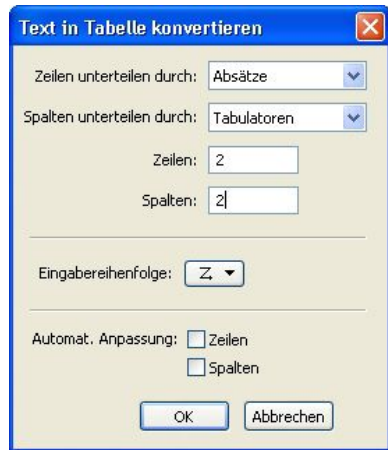 Text in Tabelle konvertieren
Zeilen unterteilen durch: Absätze
Spalten unterteilen durch: Tabulatoren
Zeilen: 2
Spalten: 2
Eingabereihenfolge: Z
Automat. Anpassung: Zeilen
Spalten
OK Abbrechen